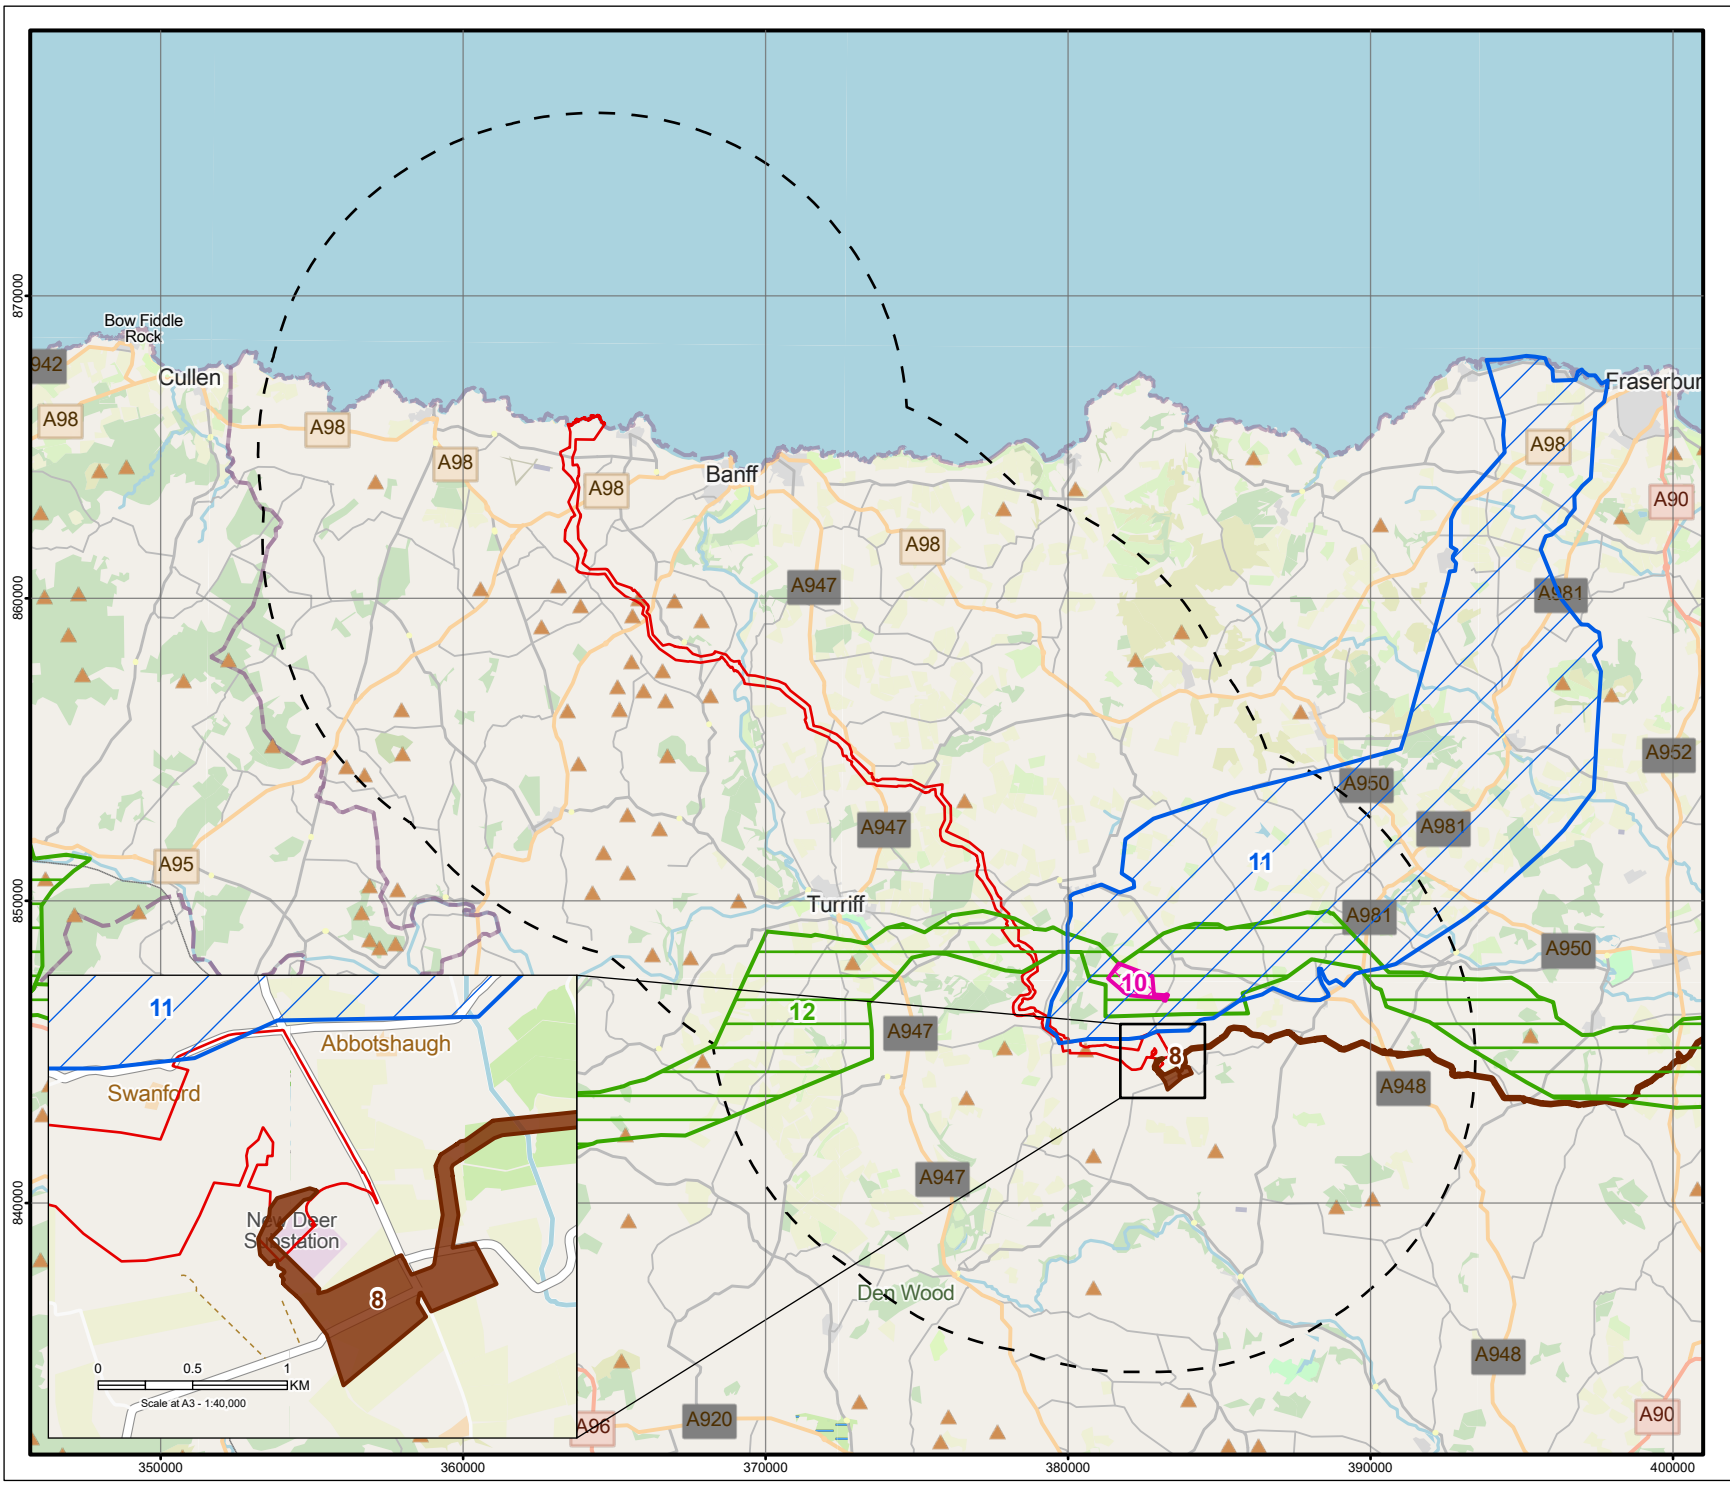 870000
860000
850000
840000
Bow Fiddle
Rock
942
Cullen
Fraserbur
A98
A98
A98
A98
A98
A98
Banff
A90
A947
A981
A952
A950
A947
A981
A95
11
Turriff
A981
A950
10
12
A947
8
A948
A947
Den Wood
A948
A96
A920
A90
11
Abbotshaugh
Swanford
New Deer
Substation
8
0
0.5
1
KM
Scale at A3 - 1:40,000
350000
360000
370000
380000
390000
400000